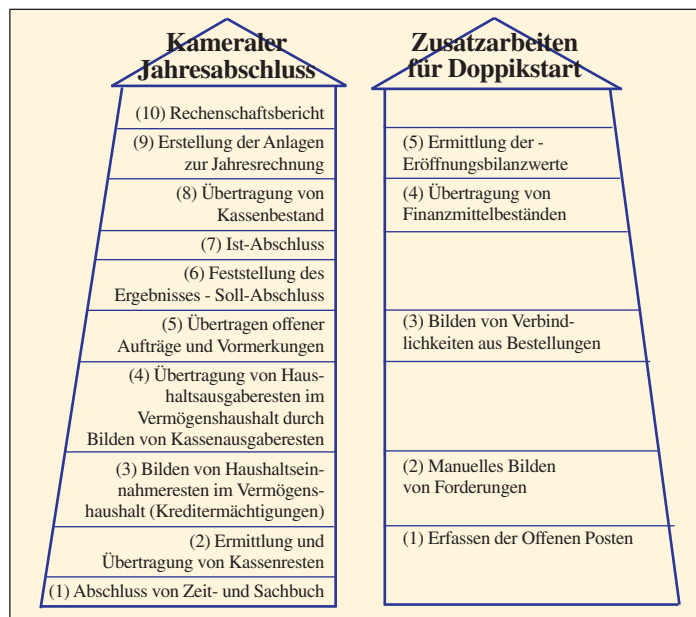 Kameraler
Jahresabschluss
(10) Rechenschaftsbericht
(9) Erstellung der Anlagen
zur Jahresrechnung
(8) Übertragung von
Kassenbestand
(7) Ist-Abschluss
(6) Feststellung des
Ergebnisses - Soll-Abschluss
(5) Übertragen offener
Aufträge und Vormerkungen
(4) Übertragung von Haus-
haltsausgaberesten im
Vermögenshaushalt durch
Bilden von Kassenausgaberesten
(3) Bilden von Haushaltsein-
nahmeresten im Vermögens-
haushalt (Kreditermächtigungen)
(2) Ermittlung und
Übertragung von Kassenresten
(1) Abschluss von Zeit- und Sachbuch
Zusatzarbeiten
für Doppikstart
(5) Ermittlung der -
Eröffnungsbilanzwerte
(4) Übertragung von
Finanzmittelbeständen
(3) Bilden von Verbind-
lichkeiten aus Bestellungen
(2) Manuelles Bilden
von Forderungen
(1) Erfassen der Offenen Posten